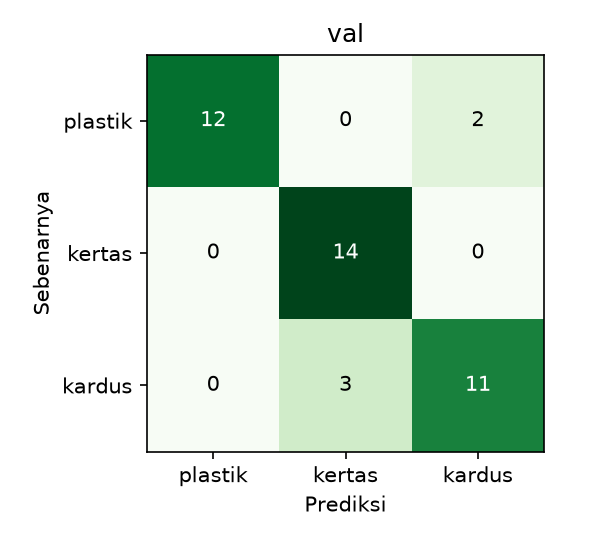 val
Sebenarnya
plastik 12 0 2
kertas 0 14 0
kardus 0 3 11
plastik kertas kardus
Prediksi